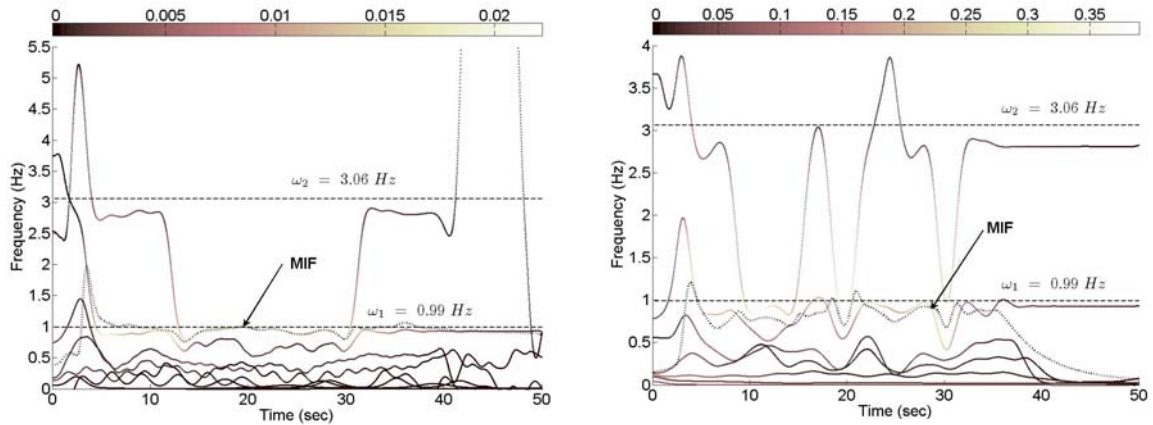 0 0.005 0.01 0.015 0.02
5.5
5
4.5
4
3.5
3
2.5
2
1.5
1
0.5
0
Frequency (Hz)
ω₂ = 3.06 Hz
MIF
ω₁ = 0.99 Hz
0 10 20 30 40 50
Time (sec)
0 0.05 0.1 0.15 0.2 0.25 0.3 0.35
4
3.5
3
2.5
2
1.5
1
0.5
0
Frequency (Hz)
ω₂ = 3.06 Hz
MIF
ω₁ = 0.99 Hz
0 10 20 30 40 50
Time (sec)